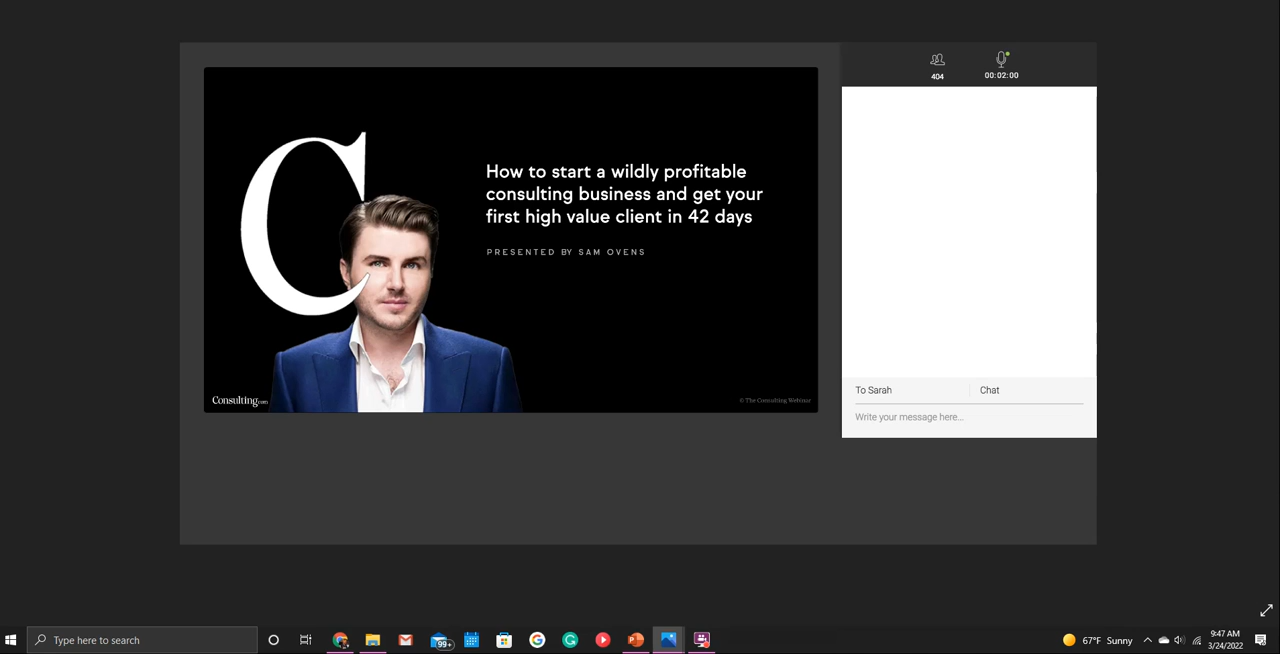 404
00:02:00
C
How to start a wildly profitable
consulting business and get your
first high value client in 42 days
PRESENTED BY SAM OVENS
Consulting.com
© The Consulting Webinar
To Sarah
Chat
Write your message here...
Type here to search
99+
67°F Sunny
9:47 AM
3/24/2022